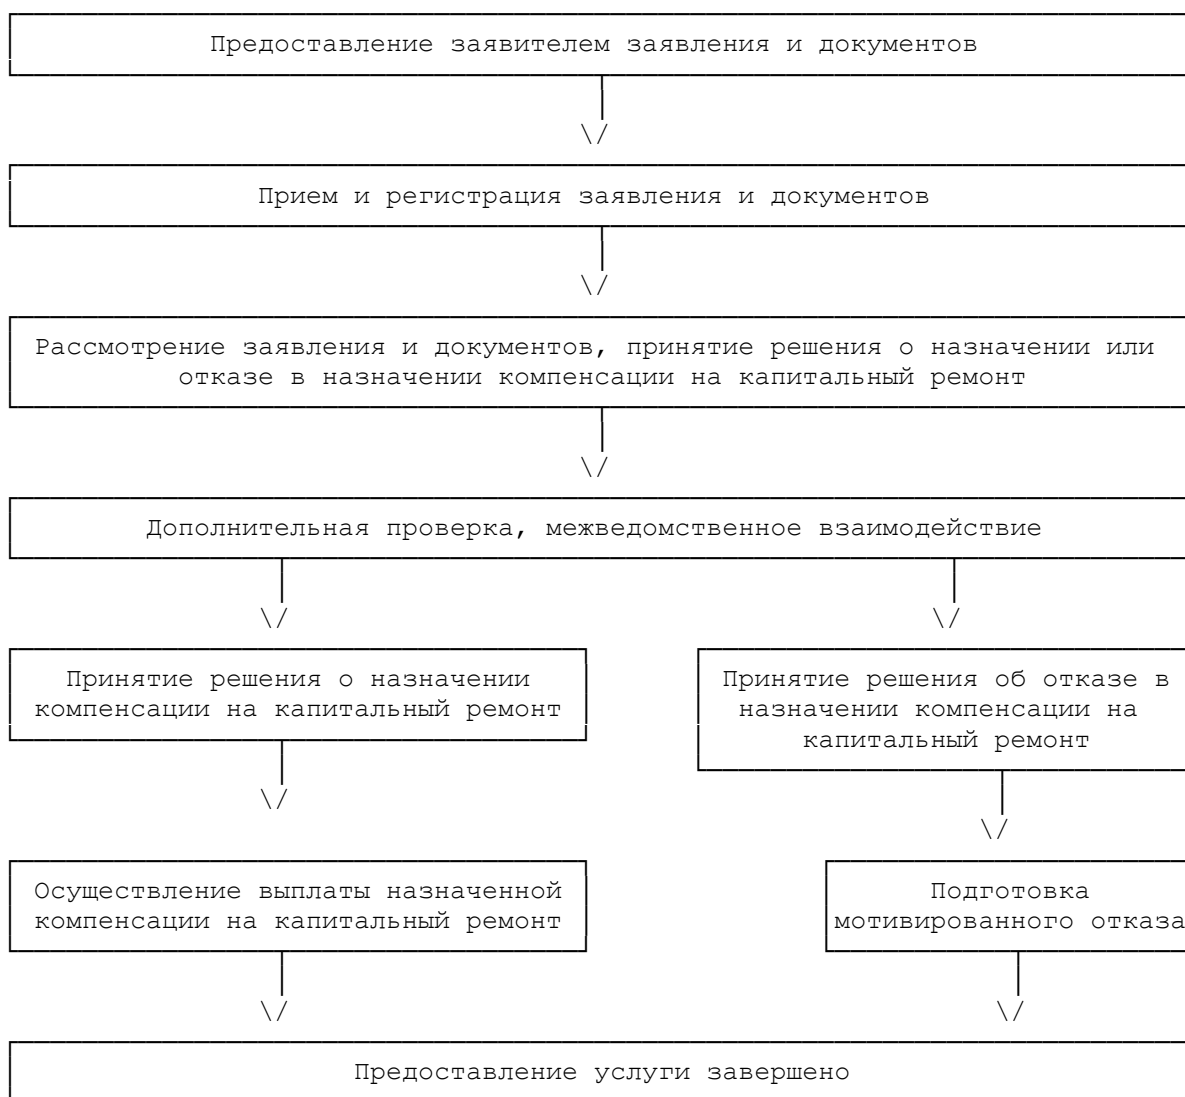 Предоставление заявителем заявления и документов
Прием и регистрация заявления и документов
Рассмотрение заявления и документов, принятие решения о назначении или
отказе в назначении компенсации на капитальный ремонт
Дополнительная проверка, межведомственное взаимодействие
Принятие решения о назначении
компенсации на капитальный ремонт
Принятие решения об отказе в
назначении компенсации на
капитальный ремонт
Осуществление выплаты назначенной
компенсации на капитальный ремонт
Подготовка
мотивированного отказа
Предоставление услуги завершено